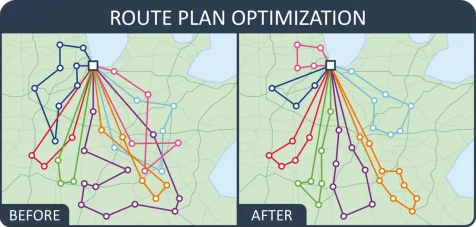 ROUTE PLAN OPTIMIZATION
BEFORE
AFTER